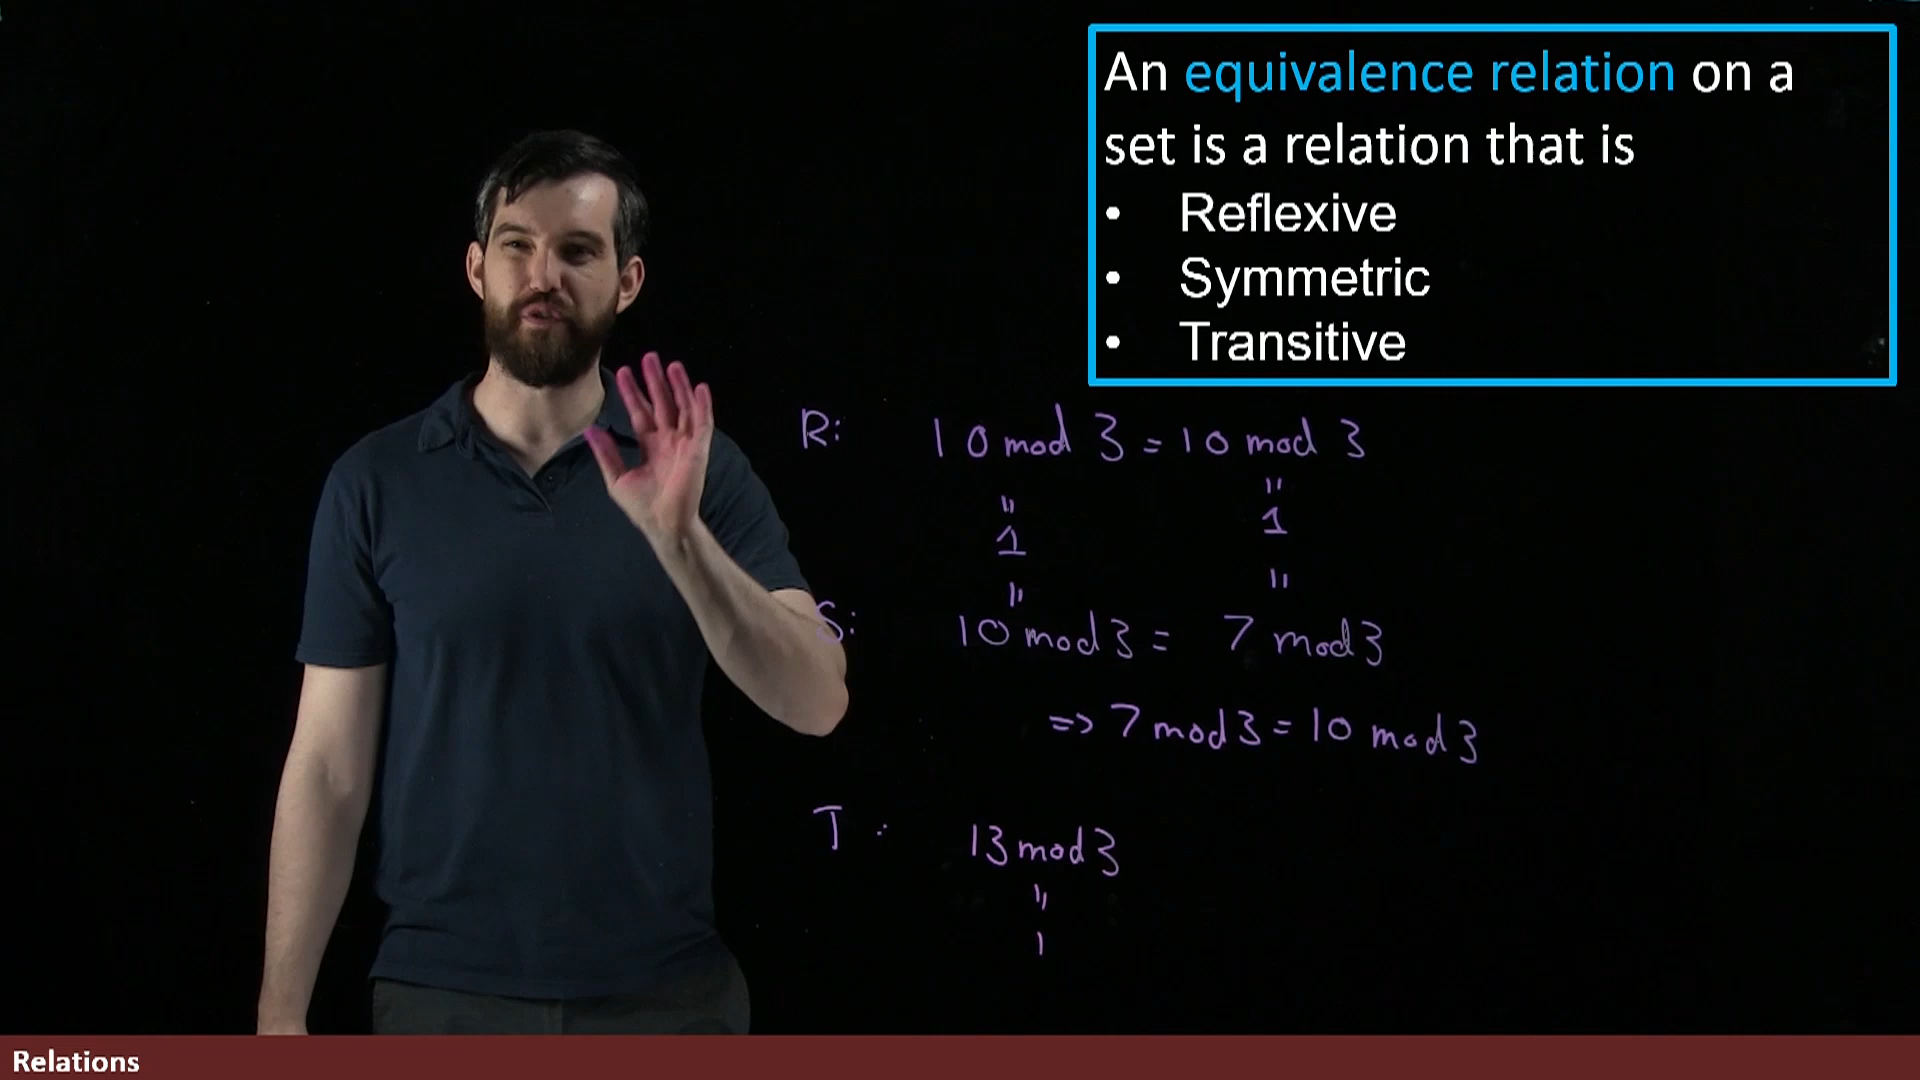 An equivalence relation on a
set is a relation that is
• Reflexive
• Symmetric
• Transitive
R: 10 mod 3 = 10 mod 3
" "
1 1
" "
S: 10 mod 3 = 7 mod 3
=> 7 mod 3 = 10 mod 3
T: 13 mod 3
"
1
Relations